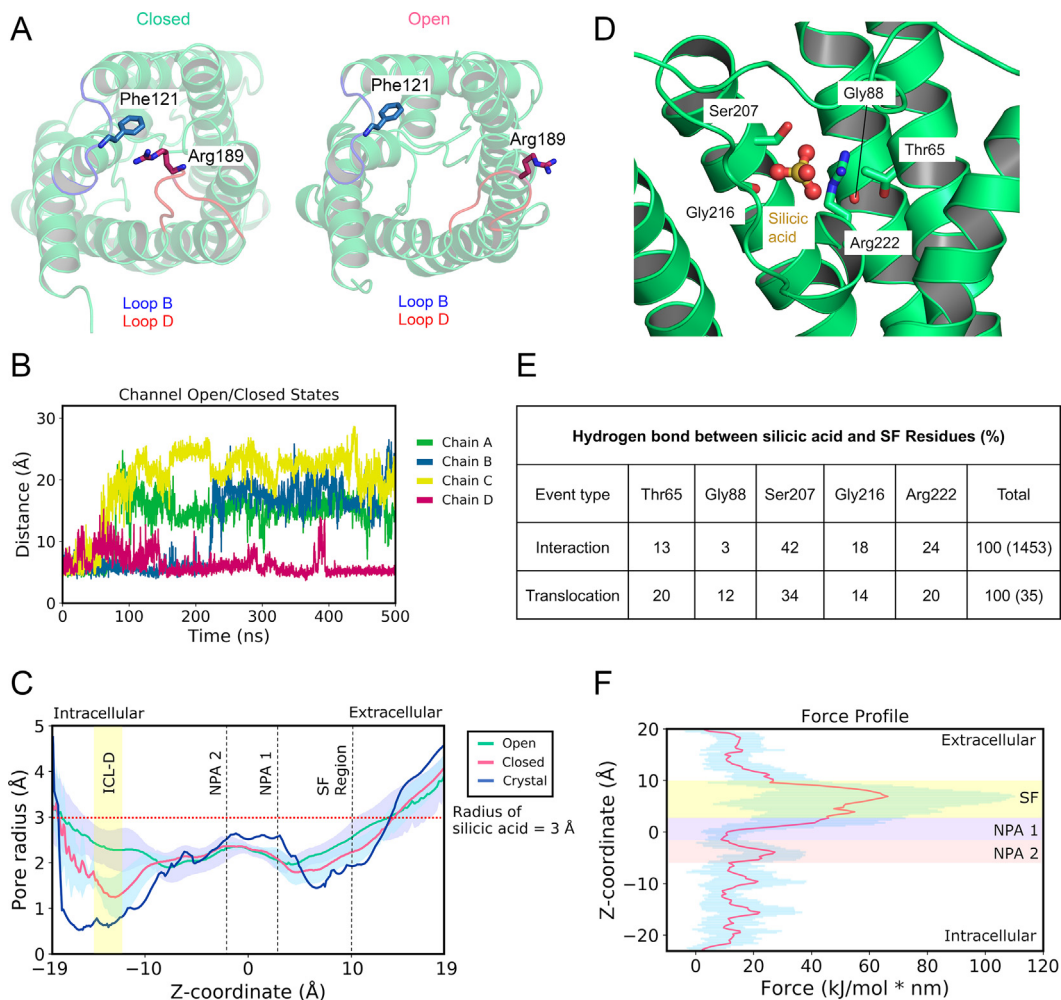 A
Closed
Open
Phe121
Arg189
Phe121
Arg189
Loop B
Loop D
Loop B
Loop D
B
Channel Open/Closed States
Distance (Å)
30
20
10
0
0 100 200 300 400 500
Time (ns)
Chain A
Chain B
Chain C
Chain D
C
Intracellular
Extracellular
Pore radius (Å)
5
4
3
2
1
0
ICL-D
NPA 2
NPA 1
SF
Region
−19 −10 0 10 19
Z-coordinate (Å)
Open
Closed
Crystal
Radius of
silicic acid = 3 Å
D
Gly88
Ser207
Thr65
Gly216
Silicic
acid
Arg222
E
Hydrogen bond between silicic acid and SF Residues (%)
Event type Thr65 Gly88 Ser207 Gly216 Arg222 Total
Interaction 13 3 42 18 24 100 (1453)
Translocation 20 12 34 14 20 100 (35)
F
Force Profile
Z-coordinate (Å)
20
10
0
−10
−20
Extracellular
SF
NPA 1
NPA 2
Intracellular
0 20 40 60 80 100 120
Force (kJ/mol * nm)